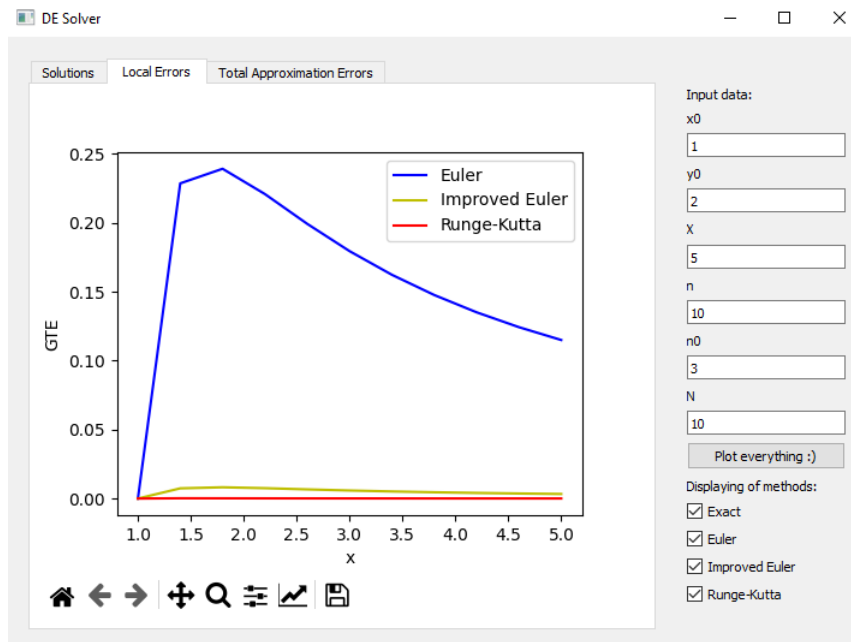 DE Solver
Solutions
Local Errors
Total Approximation Errors
0.25
0.20
0.15
0.10
0.05
0.00
GTE
Euler
Improved Euler
Runge-Kutta
1.0 1.5 2.0 2.5 3.0 3.5 4.0 4.5 5.0
x
Input data:
x0
1
y0
2
X
5
n
10
n0
3
N
10
Plot everything :)
Displaying of methods:
Exact
Euler
Improved Euler
Runge-Kutta